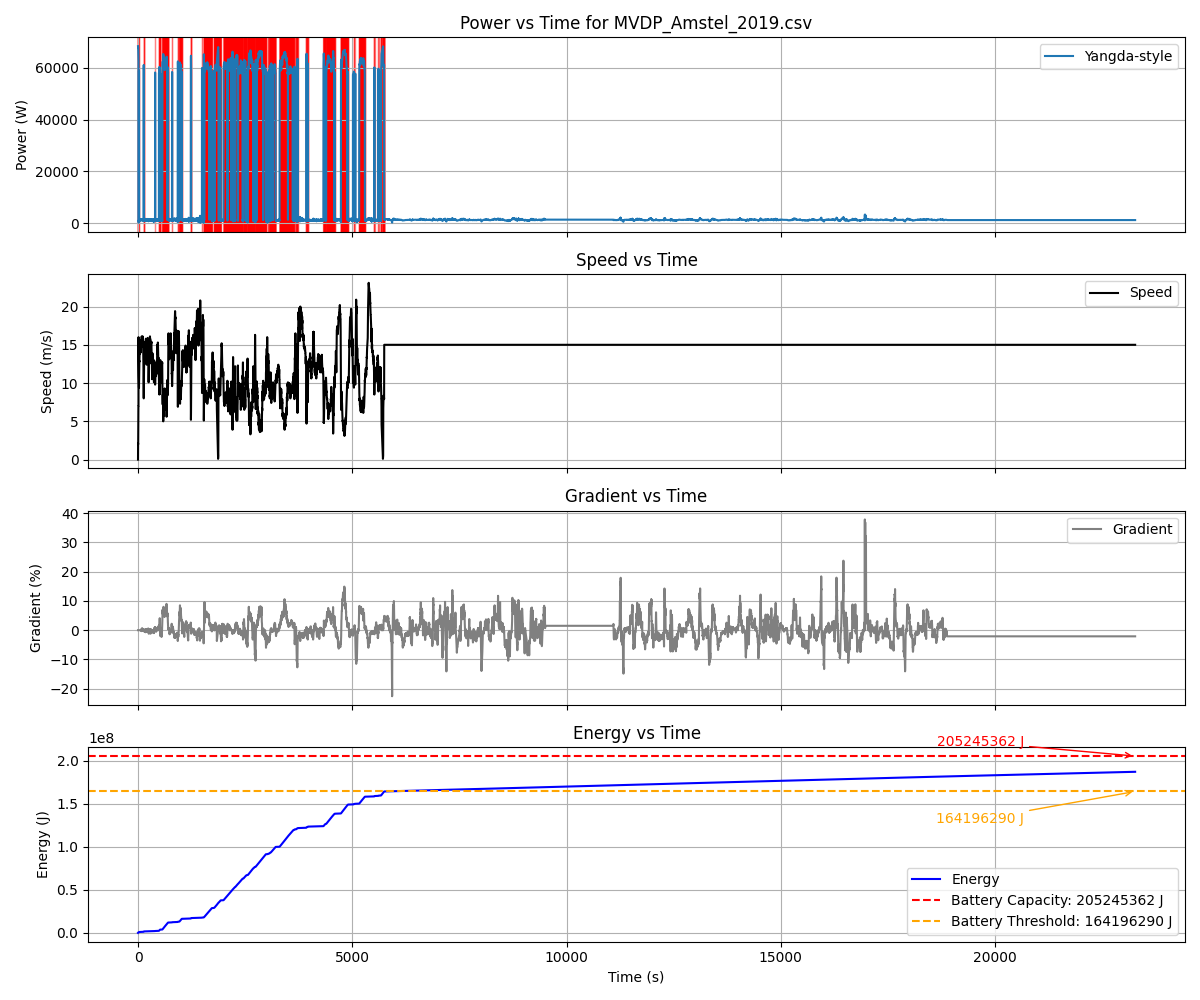 Power vs Time for MVDP_Amstel_2019.csv
Power (W)
60000
40000
20000
0
Yangda-style
Speed vs Time
Speed (m/s)
20
15
10
5
0
Speed
Gradient vs Time
Gradient (%)
40
30
20
10
0
−10
−20
Gradient
Energy vs Time
1e8
Energy (J)
2.0
1.5
1.0
0.5
0.0
205245362 J
164196290 J
Energy
Battery Capacity: 205245362 J
Battery Threshold: 164196290 J
0 5000 10000 15000 20000
Time (s)